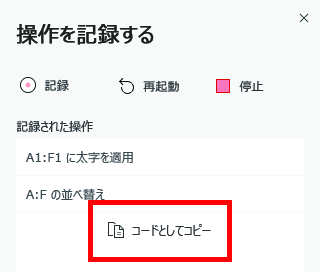 操作を記録する
記録 再起動 停止
記録された操作
A1:F1 に太字を適用
A:F の並べ替え
コードとしてコピー